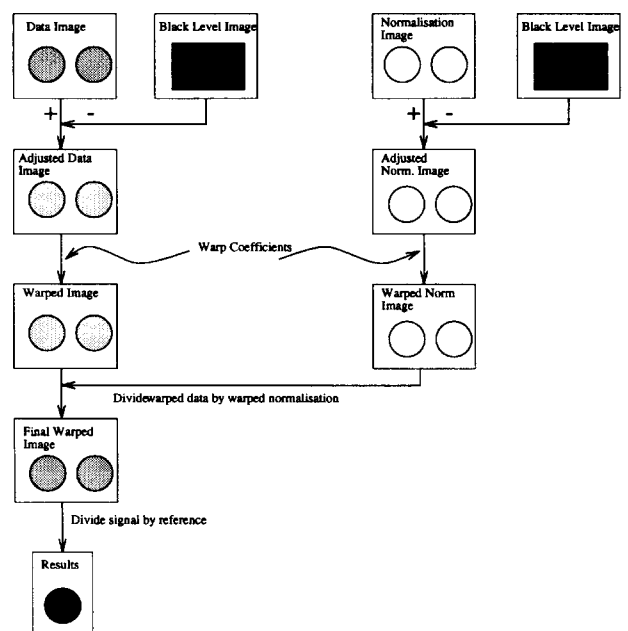 Data Image
Black Level Image
Normalisation
Image
Black Level Image
+ -
+ -
Adjusted Data
Image
Adjusted
Norm. Image
Warp Coefficients
Warped Image
Warped Norm
Image
Dividewarped data by warped normalisation
Final Warped
Image
Divide signal by reference
Results